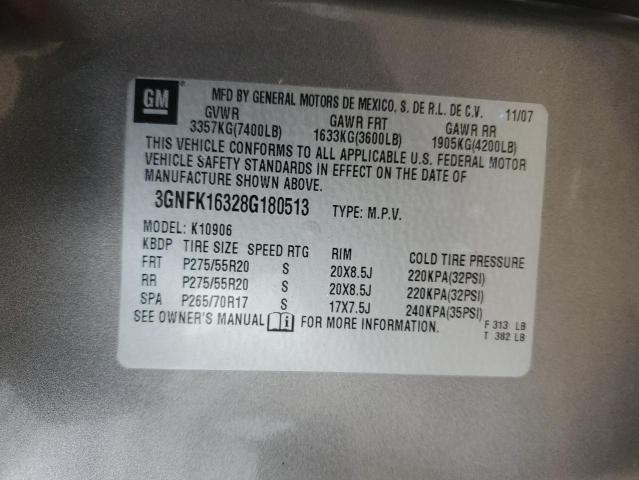 GM ®
MFD BY GENERAL MOTORS DE MEXICO, S. DE R.L. DE C.V. 11/07
GVWR GAWR FRT GAWR RR
3357KG(7400LB) 1633KG(3600LB) 1905KG(4200LB)
THIS VEHICLE CONFORMS TO ALL APPLICABLE U.S. FEDERAL MOTOR
VEHICLE SAFETY STANDARDS IN EFFECT ON THE DATE OF
MANUFACTURE SHOWN ABOVE.
3GNFK16328G180513 TYPE: M.P.V.
MODEL: K10906
KBDP TIRE SIZE SPEED RTG RIM COLD TIRE PRESSURE
FRT P275/55R20 S 20X8.5J 220KPA(32PSI)
RR P275/55R20 S 20X8.5J 220KPA(32PSI)
SPA P265/70R17 S 17X7.5J 240KPA(35PSI)
SEE OWNER'S MANUAL FOR MORE INFORMATION.
F 313 LB
T 382 LB